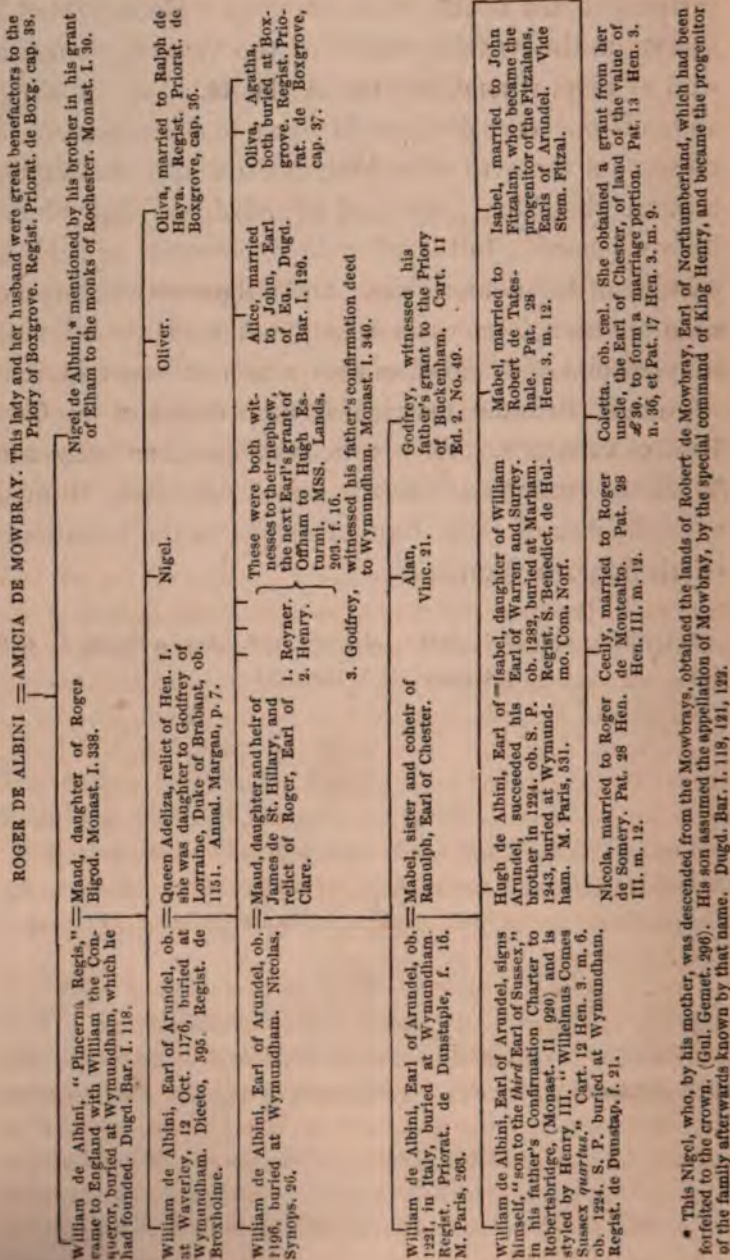 ROGER DE ALBINI == AMICIA DE MOWBRAY. This lady and her husband were great benefactors to the
Priory of Boxgrove. Regist. Priorat. de Boxg. cap. 38.
William de Albini, "Pincerna Regis,"
came to England with William the Con-
queror, buried at Wymundham, which he
had founded. Dugd. Bar. I. 118.
== Maud, daughter of Roger
Bigod. Monast. I. 338.
Nigel de Albini,* mentioned by his brother in his grant
of Elham to the monks of Rochester. Monast. I. 30.
William de Albini, Earl of Arundel, ob.
at Waverley, 12 Oct. 1176, buried at
Wymundham. Diceto, 595. Regist. de
Broxholme.
== Queen Adeliza, relict of Hen. I.
she was daughter to Godfrey of
Lorraine, Duke of Brabant, ob.
1151. Annal. Margan, p. 7.
Nigel.
Oliver.
Oliva, married to Ralph de
Haya. Regist. Priorat. de
Boxgrove, cap. 36.
William de Albini, Earl of Arundel, ob.
1196, buried at Wymundham. Nicolas,
Synops. 26.
== Maud, daughter and heir of
James de St. Hillary, and
relict of Roger, Earl of
Clare.
1. Reyner.
2. Henry.
These were both wit-
nesses to their nephew,
the next Earl's grant of
Offham to Hugh Es-
turmi. MSS. Lands.
203. f. 16.
3. Godfrey, witnessed his father's confirmation deed
to Wymundham. Monast. I. 340.
Alice, married
to John, Earl
of Eu. Dugd.
Bar. I. 120.
Oliva, Agatha,
both buried at Box-
grove. Regist. Prio-
rat. de Boxgrove,
cap. 37.
William de Albini, Earl of Arundel, ob.
1221, in Italy, buried at Wymundham
Regist. Priorat. de Dunstaple, f. 16.
M. Paris, 263.
== Mabel, sister and coheir of
Ranulph, Earl of Chester.
Alan,
Vinc. 21.
Godfrey, witnessed his
father's grant to the Priory
of Buckenham. Cart. 11
Ed. 2. No. 49.
William de Albini, Earl of Arundel, signs
himself, "son to the third Earl of Sussex,"
in his father's Confirmation Charter to
Robertsbridge, (Monast. II 920) and is
styled by Henry III. "Willelmus Comes
Sussex quartus." Cart. 12 Hen. 3. m. 6.
ob. 1224. S. P. buried at Wymundham.
Regist. de Dunstap. f. 21.
Hugh de Albini, Earl of
Arundel, succeeded his
brother in 1224. ob. S. P.
1243, buried at Wymund-
ham. M. Paris, 531.
= Isabel, daughter of William
Earl of Warren and Surrey.
ob. 1282, buried at Marham.
Regist. S. Benedict. de Hul-
mo. Com. Norf.
Mabel, married to
Robert de Tates-
hale. Pat. 28
Hen. 3. m. 12.
Isabel, married to John
Fitzalan, who became the
progenitor of the Fitzalans,
Earls of Arundel. Vide
Stem. Fitzal.
Nicola, married to Roger
de Somery. Pat. 28 Hen.
III. m. 12.
Cecily, married to Roger
de Montealto. Pat. 28
Hen. III. m. 12.
Coletta. ob. cœl. She obtained a grant from her
uncle, the Earl of Chester, of land of the value of
£30. to form a marriage portion. Pat. 13 Hen. 3.
n. 36, et Pat. 17 Hen. 3. m. 9.
* This Nigel, who, by his mother, was descended from the Mowbrays, obtained the lands of Robert de Mowbray, Earl of Northumberland, which had been
forfeited to the crown. (Gul. Gemet. 296). His son assumed the appellation of Mowbray, by the special command of King Henry, and became the progenitor
of the family afterwards known by that name. Dugd. Bar. I. 118, 121, 122.